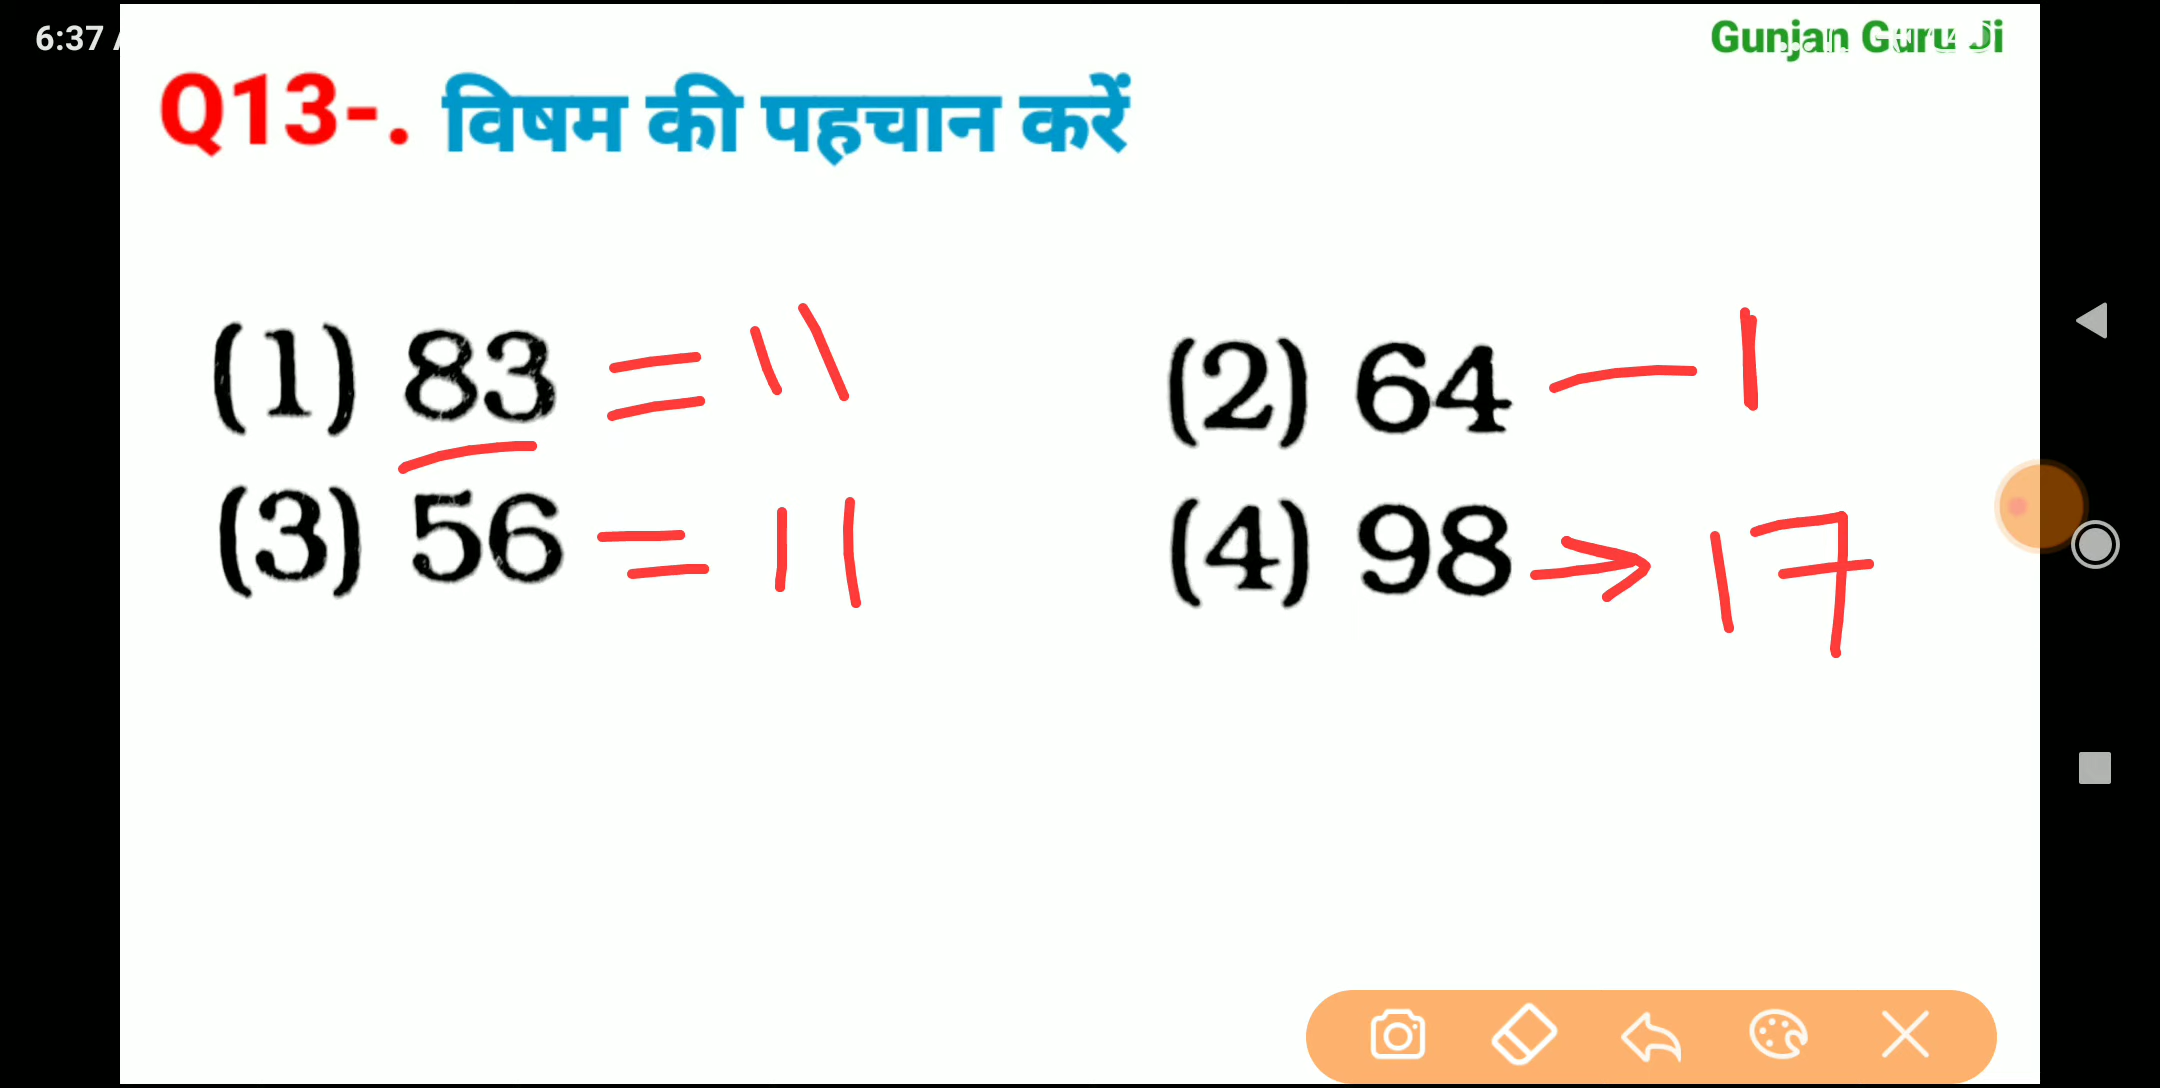 6:37
Gunjan Guru Ji
Q13-. विषम की पहचान करें
(1) 83 = 11
(2) 64 — 1
(3) 56 = 11
(4) 98 → 17